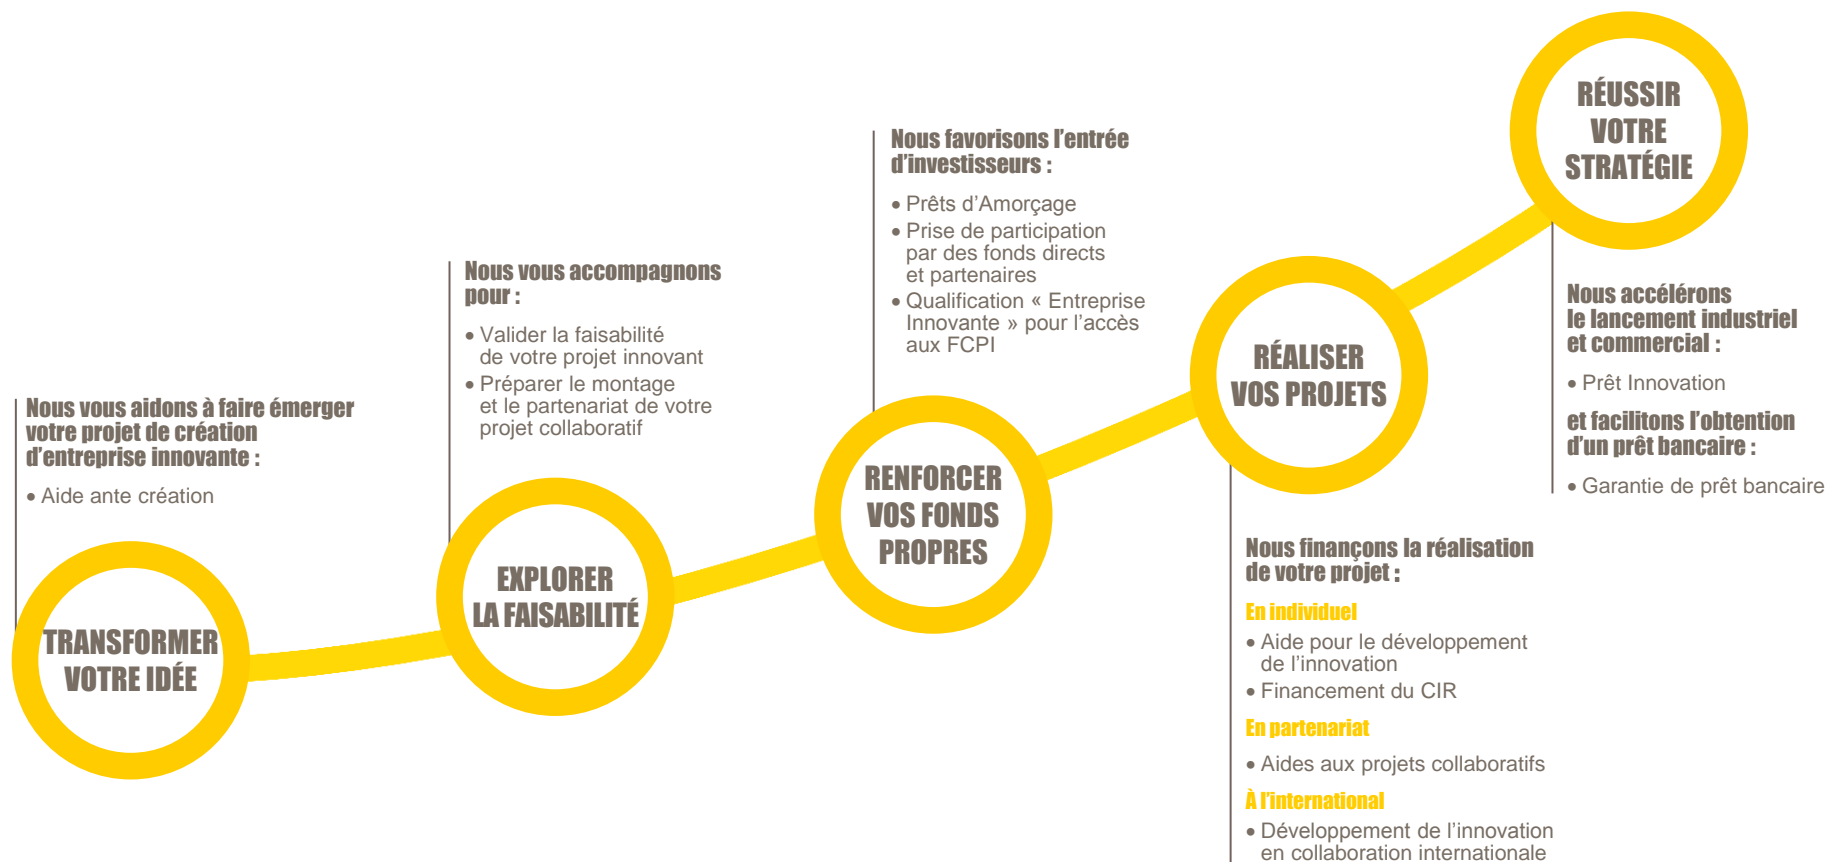 Nous vous aidons à faire émerger
votre projet de création
d'entreprise innovante :
• Aide ante création
TRANSFORMER
VOTRE IDÉE
Nous vous accompagnons
pour :
• Valider la faisabilité
de votre projet innovant
• Préparer le montage
et le partenariat de votre
projet collaboratif
EXPLORER
LA FAISABILITÉ
Nous favorisons l'entrée
d'investisseurs :
• Prêts d'Amorçage
• Prise de participation
par des fonds directs
et partenaires
• Qualification « Entreprise
Innovante » pour l'accès
aux FCPI
RENFORCER
VOS FONDS
PROPRES
RÉALISER
VOS PROJETS
Nous finançons la réalisation
de votre projet :
En individuel
• Aide pour le développement
de l'innovation
• Financement du CIR
En partenariat
• Aides aux projets collaboratifs
À l'international
• Développement de l'innovation
en collaboration internationale
RÉUSSIR
VOTRE
STRATÉGIE
Nous accélérons
le lancement industriel
et commercial :
• Prêt Innovation
et facilitons l'obtention
d'un prêt bancaire :
• Garantie de prêt bancaire